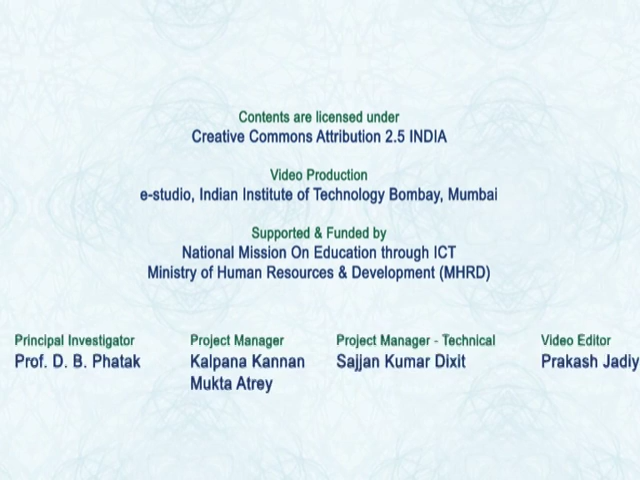 Contents are licensed under
Creative Commons Attribution 2.5 INDIA
Video Production
e-studio, Indian Institute of Technology Bombay, Mumbai
Supported & Funded by
National Mission On Education through ICT
Ministry of Human Resources & Development (MHRD)
Principal Investigator
Prof. D. B. Phatak
Project Manager
Kalpana Kannan
Mukta Atrey
Project Manager - Technical
Sajjan Kumar Dixit
Video Editor
Prakash